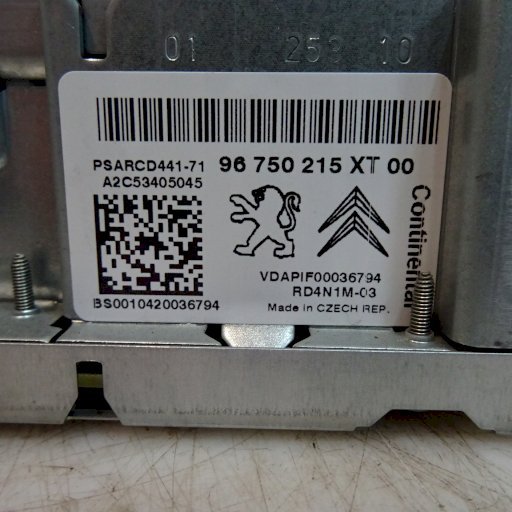 01 259 10
PSARCD441-71 96 750 215 XT 00
A2C53405045
Continental
VDAPIF00036794
RD4N1M-03
BS0010420036794 Made in CZECH REP.